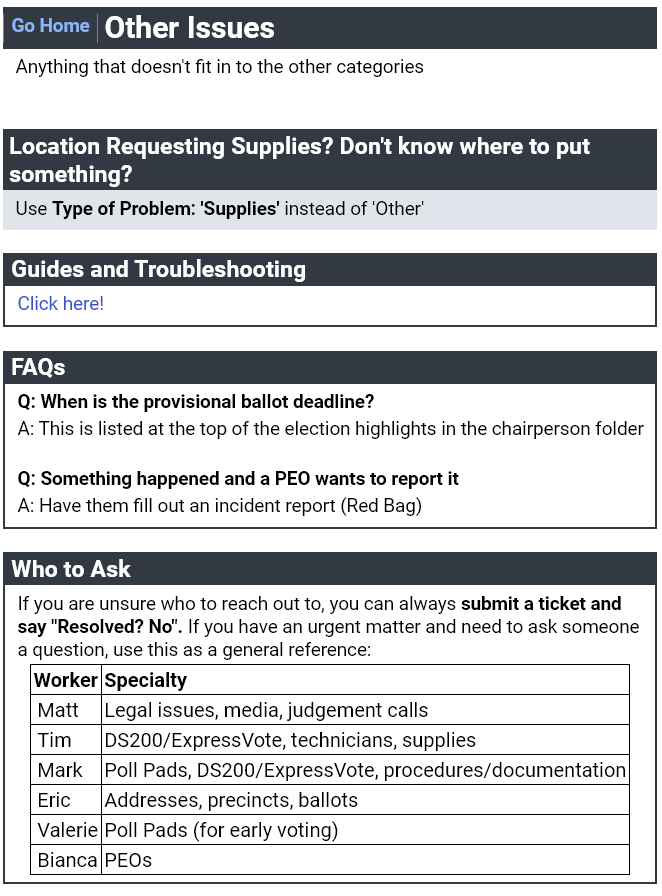 Go Home Other Issues
Anything that doesn't fit in to the other categories
Location Requesting Supplies? Don't know where to put
something?
Use Type of Problem: 'Supplies' instead of 'Other'
Guides and Troubleshooting
Click here!
FAQs
Q: When is the provisional ballot deadline?
A: This is listed at the top of the election highlights in the chairperson folder
Q: Something happened and a PEO wants to report it
A: Have them fill out an incident report (Red Bag)
Who to Ask
If you are unsure who to reach out to, you can always submit a ticket and
say "Resolved? No". If you have an urgent matter and need to ask someone
a question, use this as a general reference:
Worker Specialty
Matt Legal issues, media, judgement calls
Tim DS200/ExpressVote, technicians, supplies
Mark Poll Pads, DS200/ExpressVote, procedures/documentation
Eric Addresses, precincts, ballots
Valerie Poll Pads (for early voting)
Bianca PEOs